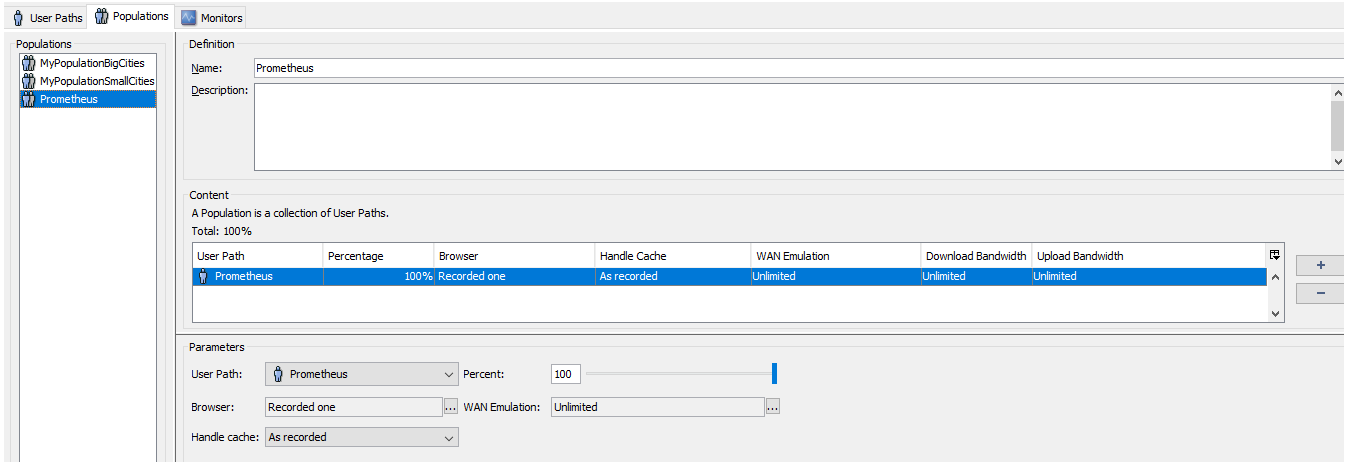 User Paths Populations Monitors
Populations
MyPopulationBigCities
MyPopulationSmallCities
Prometheus
Definition
Name: Prometheus
Description:
Content
A Population is a collection of User Paths.
Total: 100%
User Path Percentage Browser Handle Cache WAN Emulation Download Bandwidth Upload Bandwidth
Prometheus 100% Recorded one As recorded Unlimited Unlimited Unlimited
+
−
Parameters
User Path: Prometheus Percent: 100
Browser: Recorded one ... WAN Emulation: Unlimited ...
Handle cache: As recorded